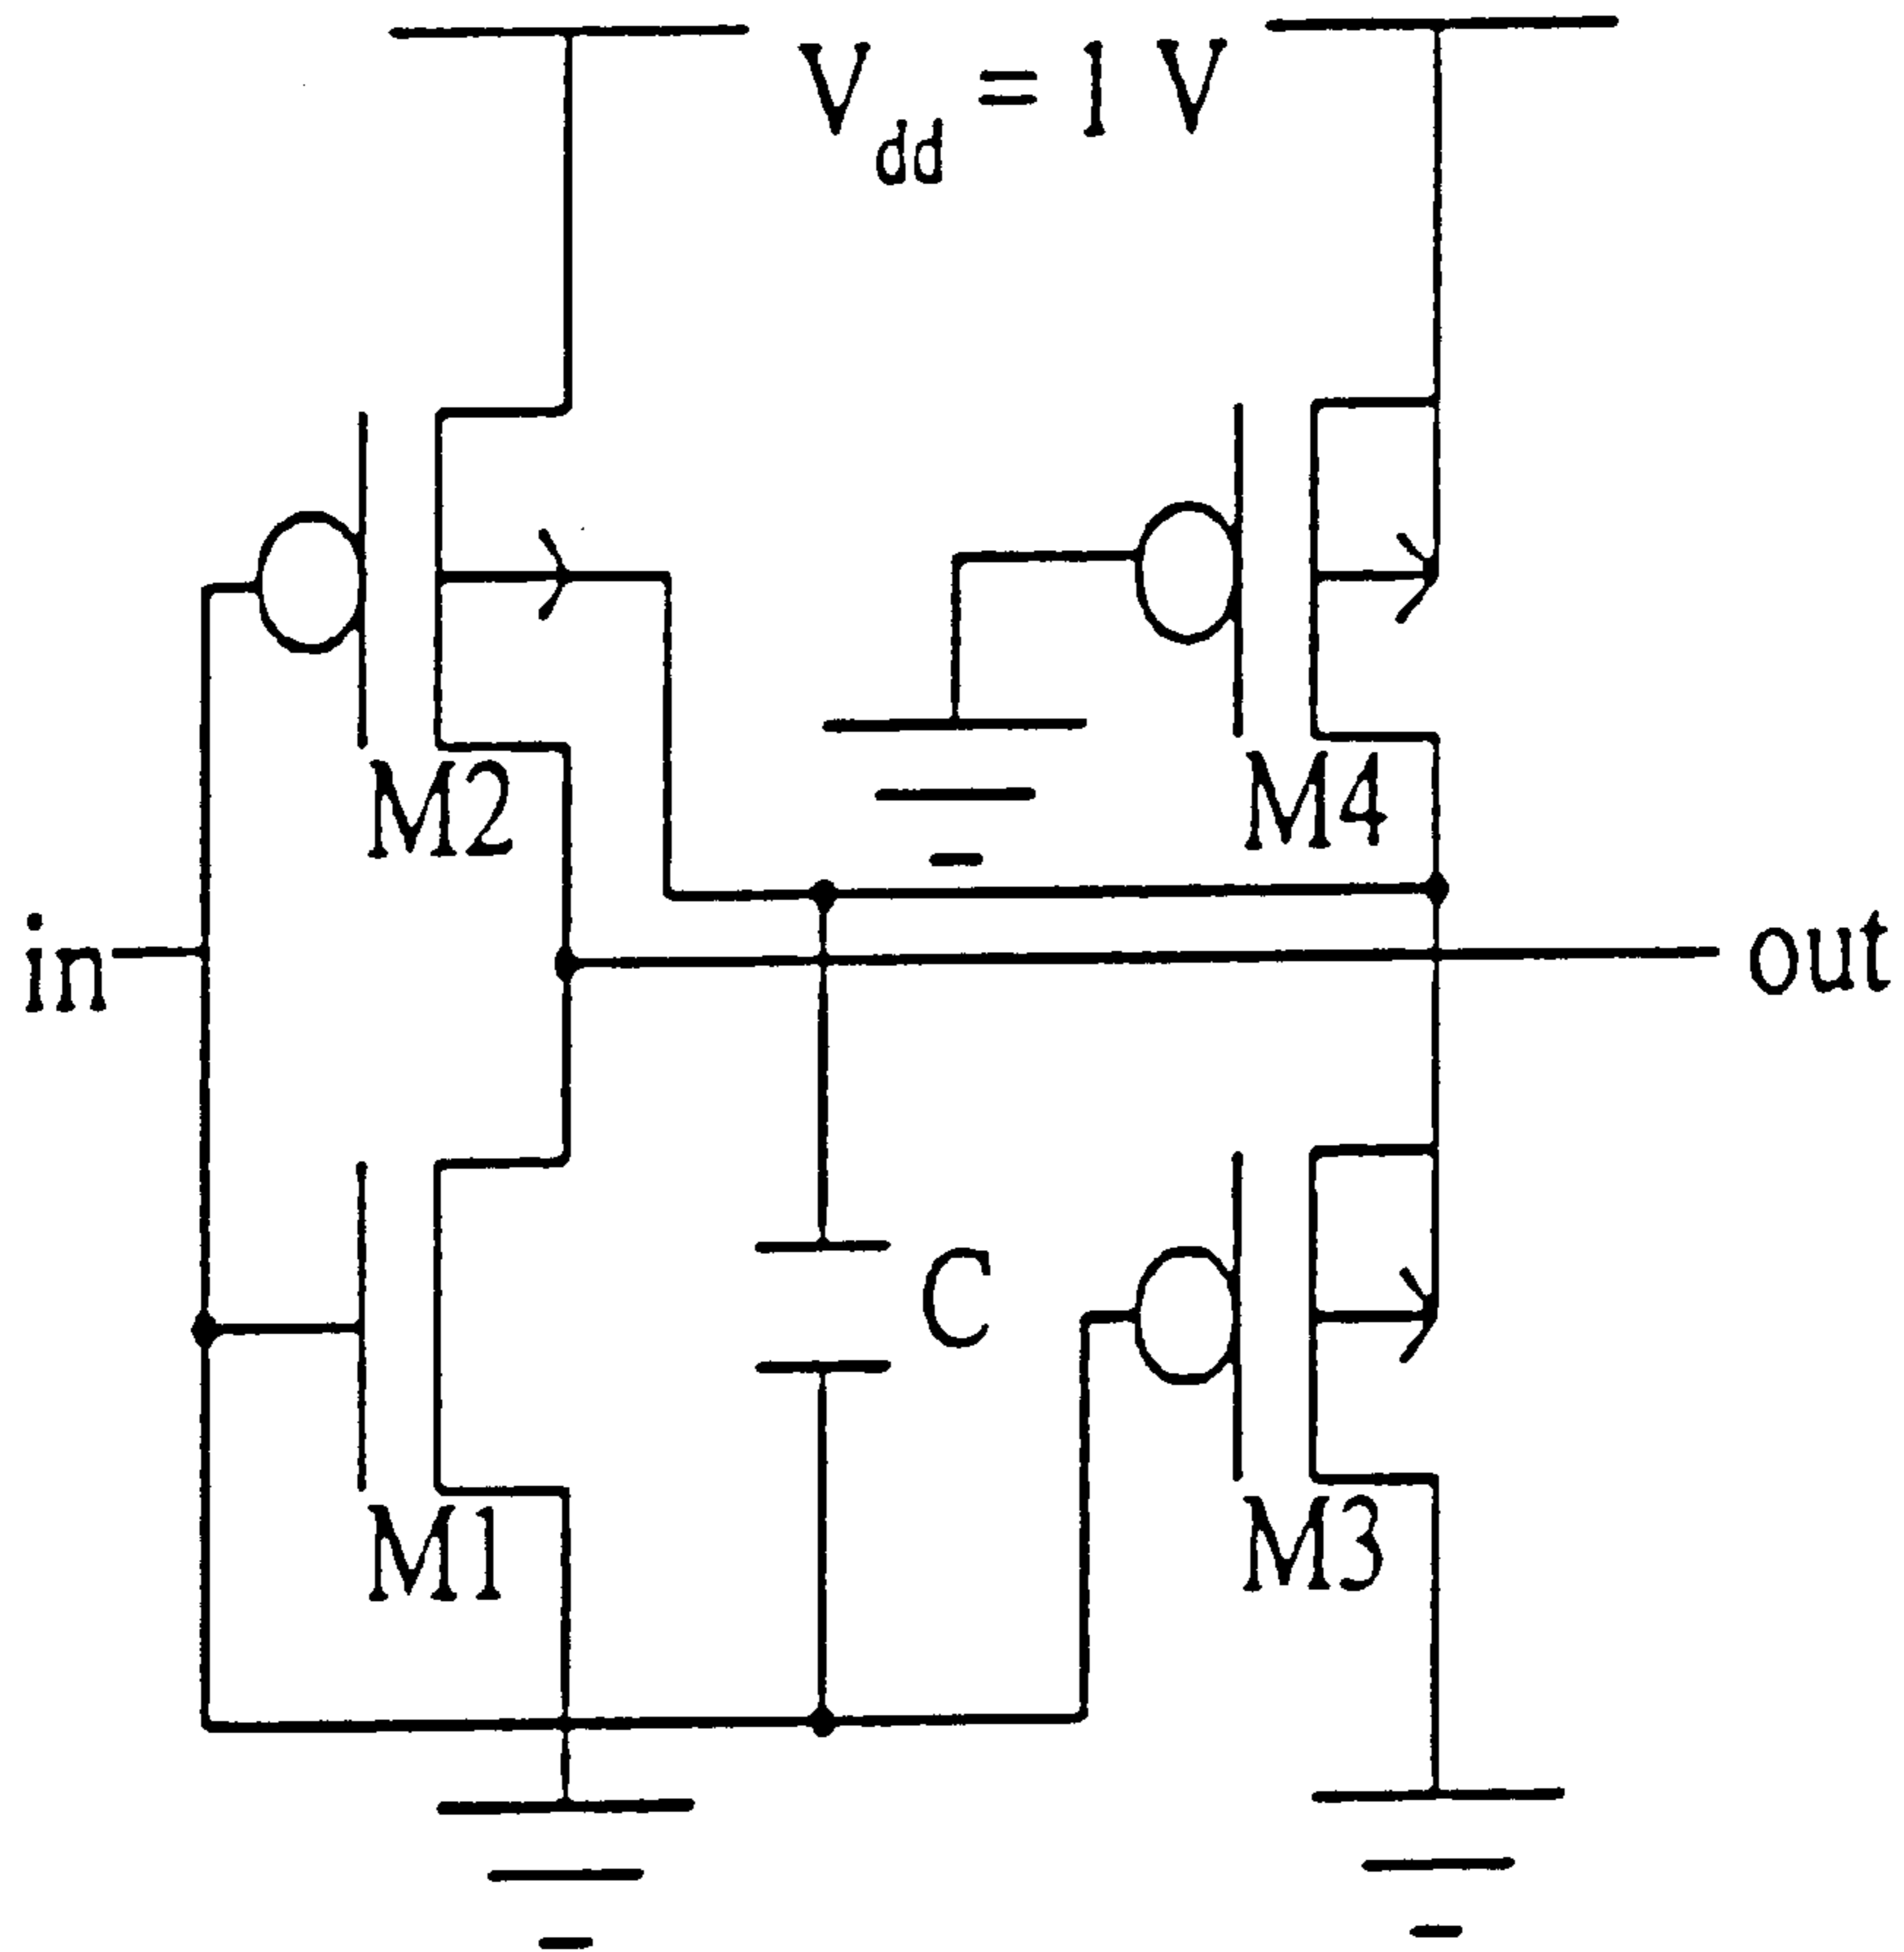 V_dd = 1 V
M2
M4
in
out
C
M1
M3